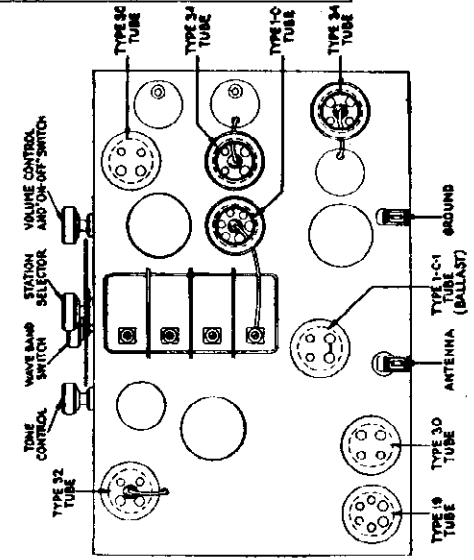 TONE
CONTROL
WAVE BAND
SWITCH
STATION
SELECTOR
VOLUME CONTROL
AND "ON-OFF" SWITCH
TYPE 30
TUBE
TYPE 34
TUBE
TYPE
TUBE
TYPE 34
TUBE
TYPE 32
TUBE
TYPE 19
TUBE
TYPE 30
TUBE
ANTENNA
TYPE 1-C-1
TUBE
(BALLAST)
GROUND